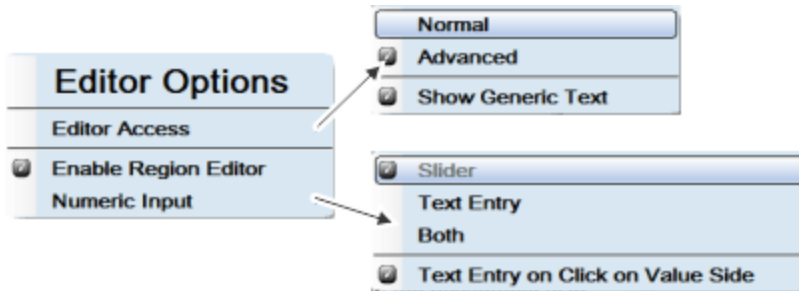 Editor Options
Editor Access
Enable Region Editor
Numeric Input
Normal
Advanced
Show Generic Text
Slider
Text Entry
Both
Text Entry on Click on Value Side